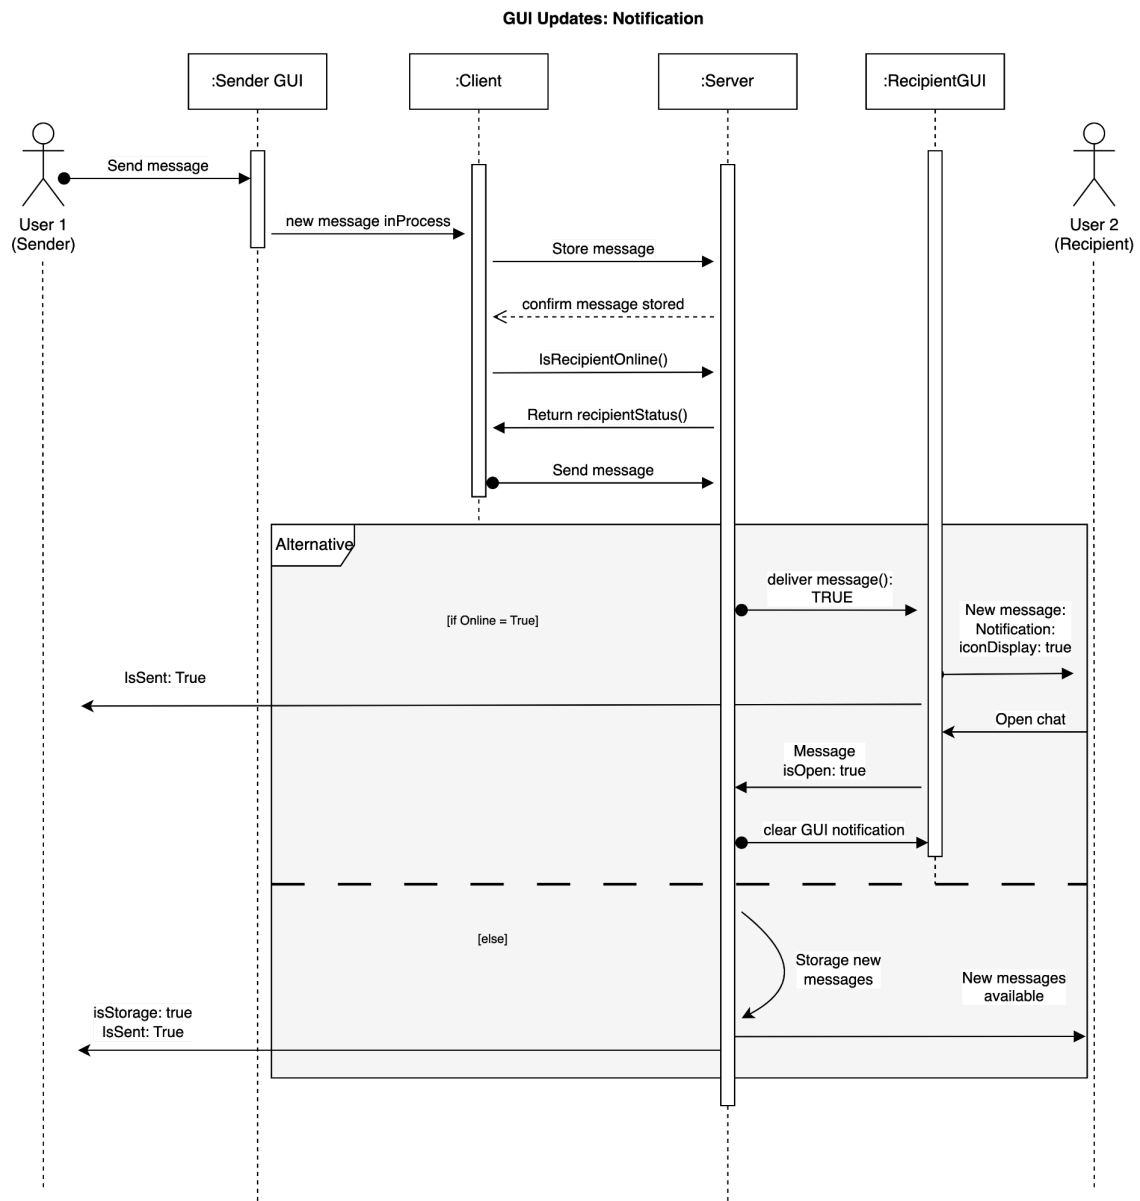 GUI Updates: Notification
:Sender GUI
:Client
:Server
:RecipientGUI
Send message
User 1
(Sender)
User 2
(Recipient)
new message inProcess
Store message
confirm message stored
IsRecipientOnline()
Return recipientStatus()
Send message
Alternative
deliver message():
TRUE
[if Online = True]
New message:
Notification:
iconDisplay: true
IsSent: True
Open chat
Message
isOpen: true
clear GUI notification
[else]
Storage new
messages
New messages
available
isStorage: true
IsSent: True